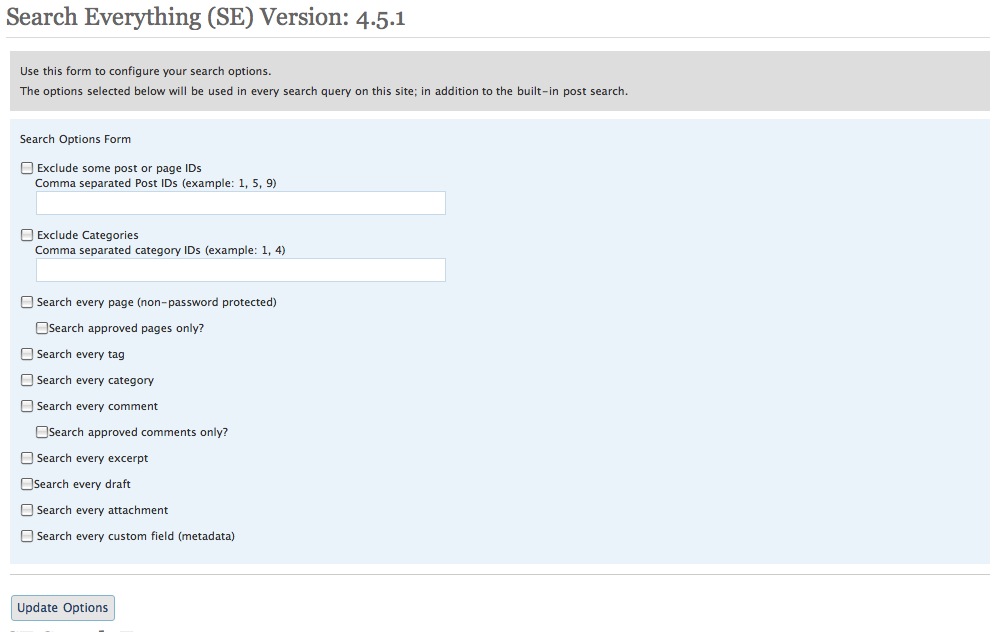 Search Everything (SE) Version: 4.5.1
Use this form to configure your search options.
The options selected below will be used in every search query on this site; in addition to the built-in post search.
Search Options Form
Exclude some post or page IDs
Comma separated Post IDs (example: 1, 5, 9)
Exclude Categories
Comma separated category IDs (example: 1, 4)
Search every page (non-password protected)
Search approved pages only?
Search every tag
Search every category
Search every comment
Search approved comments only?
Search every excerpt
Search every draft
Search every attachment
Search every custom field (metadata)
Update Options